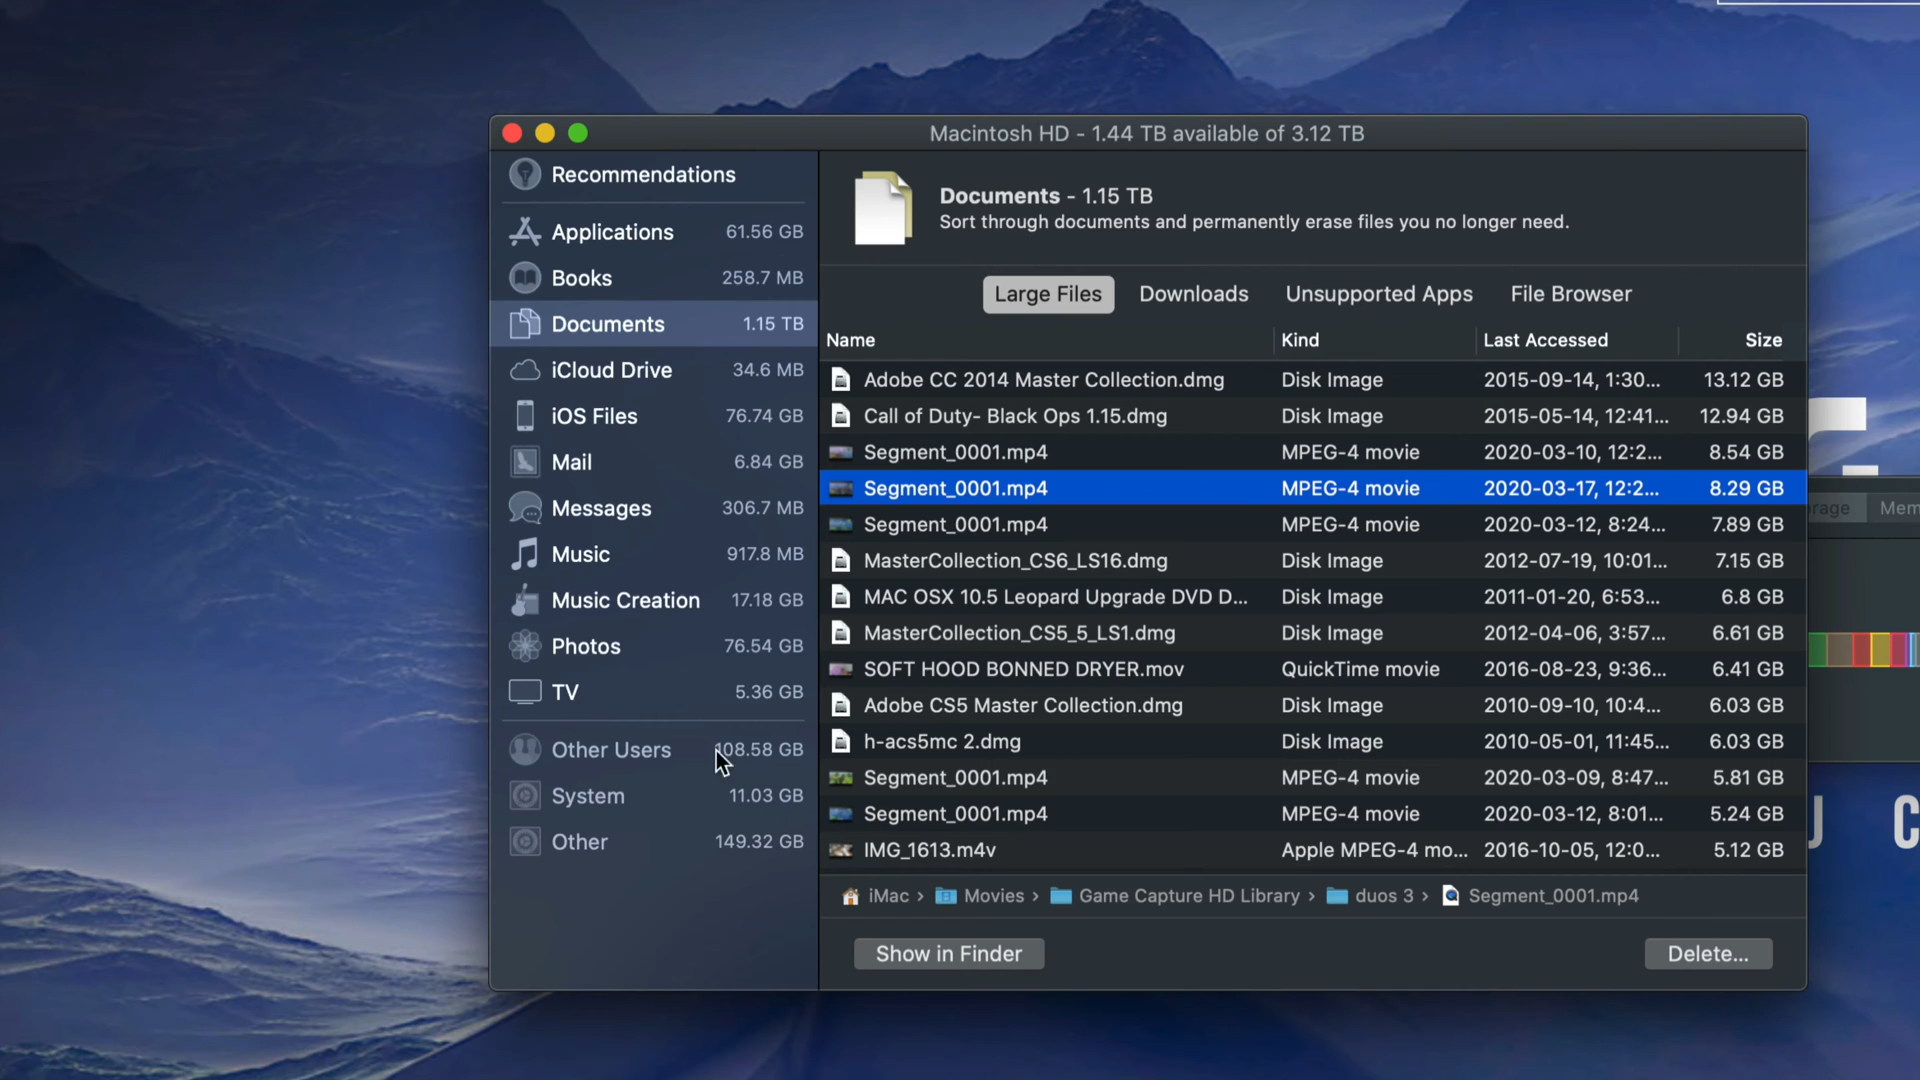 Macintosh HD - 1.44 TB available of 3.12 TB
Recommendations
Applications 61.56 GB
Books 258.7 MB
Documents 1.15 TB
iCloud Drive 34.6 MB
iOS Files 76.74 GB
Mail 6.84 GB
Messages 306.7 MB
Music 917.8 MB
Music Creation 17.18 GB
Photos 76.54 GB
TV 5.36 GB
Other Users 108.58 GB
System 11.03 GB
Other 149.32 GB
Documents - 1.15 TB
Sort through documents and permanently erase files you no longer need.
Large Files Downloads Unsupported Apps File Browser
Name Kind Last Accessed Size
Adobe CC 2014 Master Collection.dmg Disk Image 2015-09-14, 1:30... 13.12 GB
Call of Duty- Black Ops 1.15.dmg Disk Image 2015-05-14, 12:41... 12.94 GB
Segment_0001.mp4 MPEG-4 movie 2020-03-10, 12:2... 8.54 GB
Segment_0001.mp4 MPEG-4 movie 2020-03-17, 12:2... 8.29 GB
Segment_0001.mp4 MPEG-4 movie 2020-03-12, 8:24... 7.89 GB
MasterCollection_CS6_LS16.dmg Disk Image 2012-07-19, 10:01... 7.15 GB
MAC OSX 10.5 Leopard Upgrade DVD D... Disk Image 2011-01-20, 6:53... 6.8 GB
MasterCollection_CS5_5_LS1.dmg Disk Image 2012-04-06, 3:57... 6.61 GB
SOFT HOOD BONNED DRYER.mov QuickTime movie 2016-08-23, 9:36... 6.41 GB
Adobe CS5 Master Collection.dmg Disk Image 2010-09-10, 10:4... 6.03 GB
h-acs5mc 2.dmg Disk Image 2010-05-01, 11:45... 6.03 GB
Segment_0001.mp4 MPEG-4 movie 2020-03-09, 8:47... 5.81 GB
Segment_0001.mp4 MPEG-4 movie 2020-03-12, 8:01... 5.24 GB
IMG_1613.m4v Apple MPEG-4 mo... 2016-10-05, 12:0... 5.12 GB
iMac › Movies › Game Capture HD Library › duos 3 › Segment_0001.mp4
Show in Finder Delete...